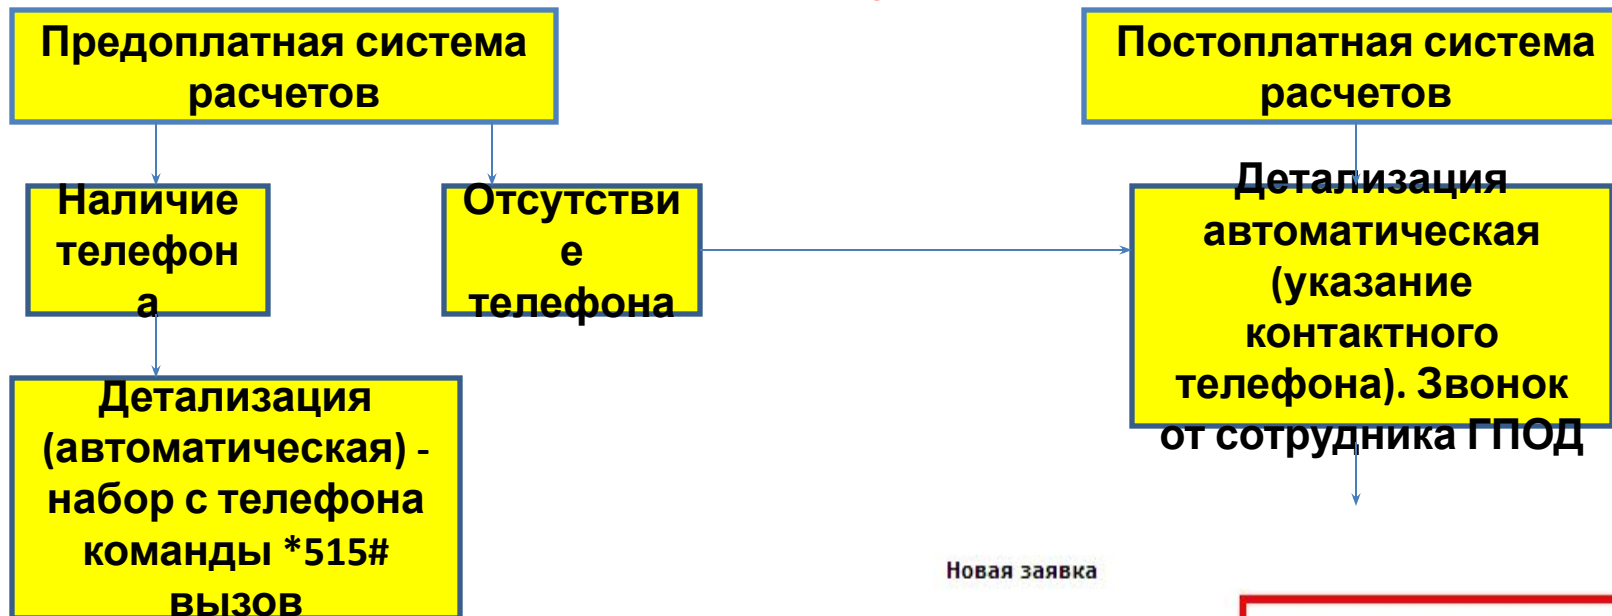 Предоплатная система
расчетов
Постоплатная система
расчетов
Наличие
телефон
а
Отсутстви
е
телефона
Детализация
автоматическая
(указание
контактного
телефона). Звонок
от сотрудника ГПОД
Детализация
(автоматическая) -
набор с телефона
команды *515#
вызов
Новая заявка